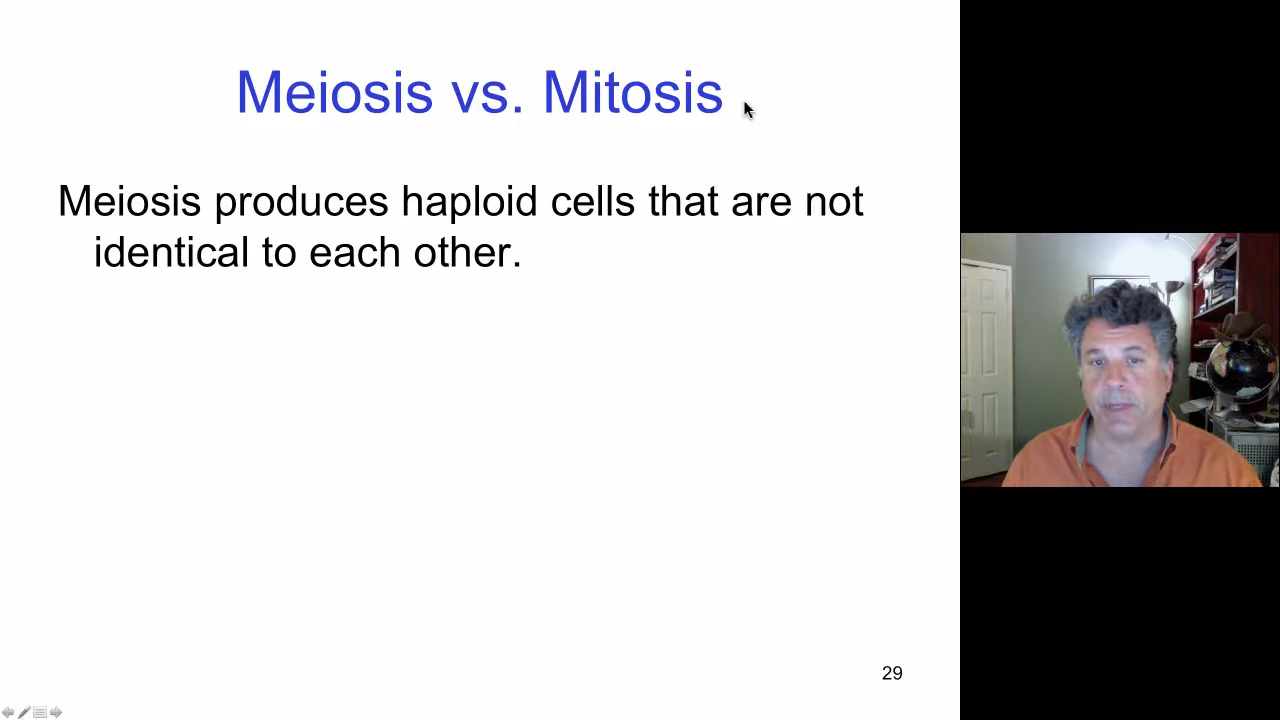 Meiosis vs. Mitosis
Meiosis produces haploid cells that are not
identical to each other.
29